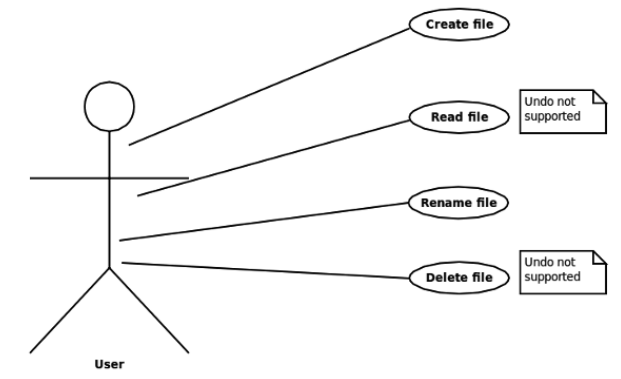 Create file
Read file
Undo not
supported
Rename file
Delete file
Undo not
supported
User